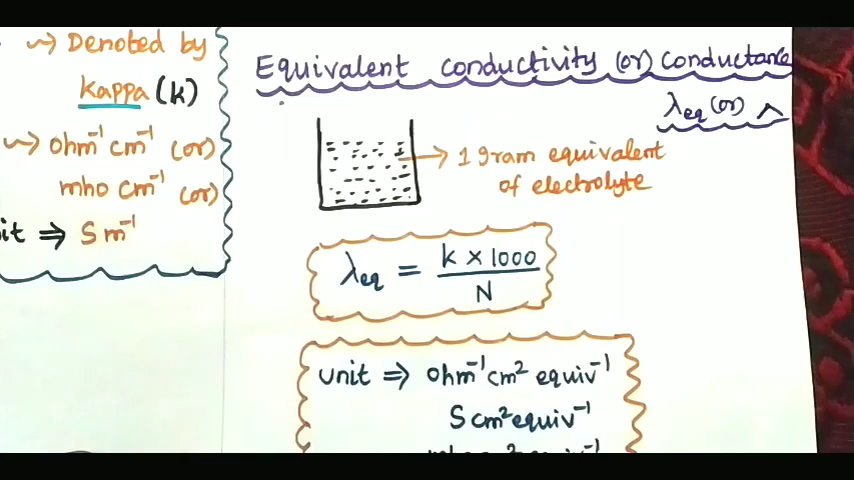 ~> Denoted by
kappa (k)
~> ohm⁻¹ cm⁻¹ (or)
mho cm⁻¹ (or)
it ⇒ S m⁻¹
Equivalent conductivity (or) Conductance
λeq (or) Λ
→ 1 gram equivalent
of electrolyte
λeq = k × 1000 / N
unit ⇒ ohm⁻¹ cm² equiv⁻¹
S cm² equiv⁻¹